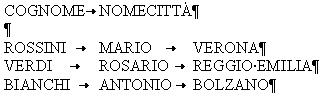 COGNOME→NOMECITTÀ¶
¶
ROSSINI → MARIO → VERONA¶
VERDI → ROSARIO → REGGIO·EMILIA¶
BIANCHI → ANTONIO → BOLZANO¶